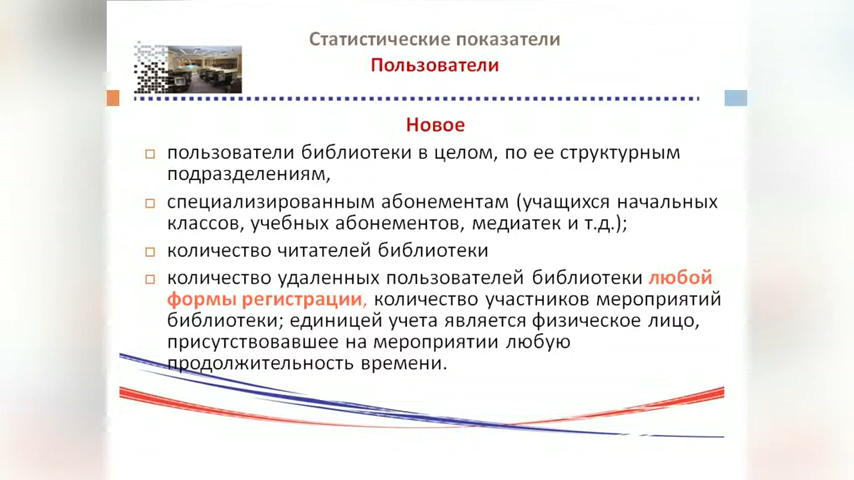 Статистические показатели
Пользователи
Новое
пользователи библиотеки в целом, по ее структурным
подразделениям,
специализированным абонементам (учащихся начальных
классов, учебных абонементов, медиатек и т.д.);
количество читателей библиотеки
количество удаленных пользователей библиотеки любой
формы регистрации, количество участников мероприятий
библиотеки; единицей учета является физическое лицо,
присутствовавшее на мероприятии любую
продолжительность времени.